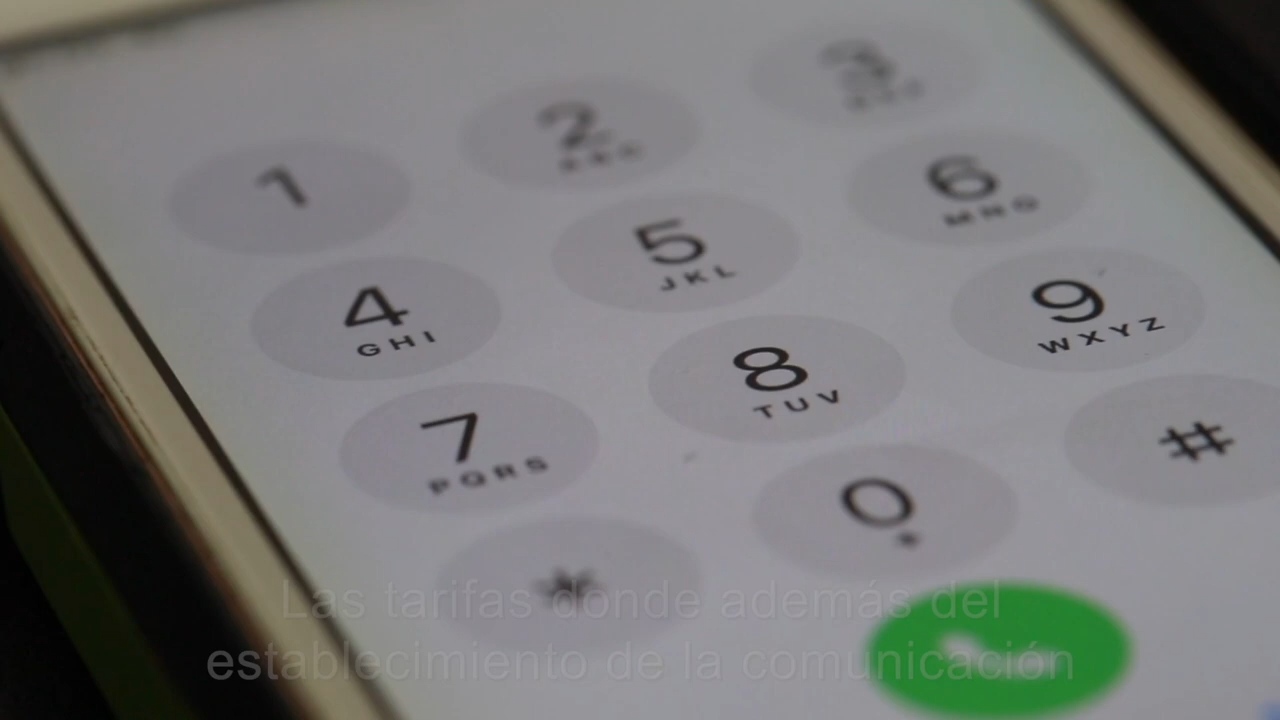 1
2
3
4
GHI
5
JKL
6
MNO
7
PQRS
8
TUV
9
WXYZ
*
0
#
Las tarifas donde además del
establecimiento de la comunicación